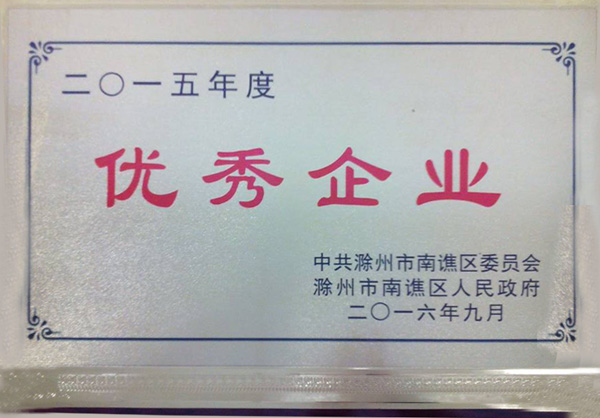 二〇一五年度
优秀企业
中共滁州市南谯区委员会
滁州市南谯区人民政府
二〇一六年九月